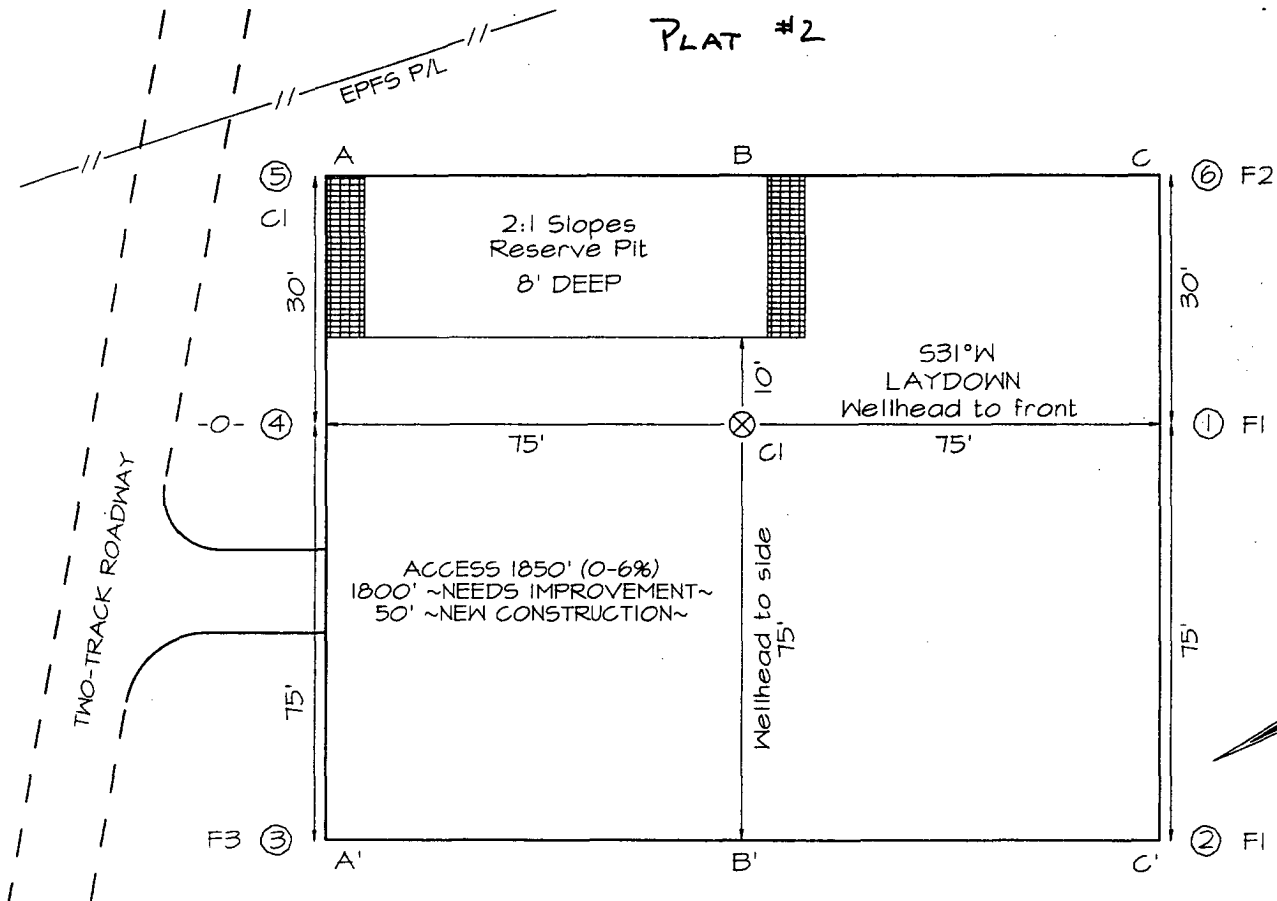 PLAT #2
EPFS P/L
A
B
C
⑤
⑥ F2
C1
2:1 Slopes
Reserve Pit
8' DEEP
30'
30'
10'
S31°W
LAYDOWN
Wellhead to front
-0- ④
75'
75'
① F1
C1
TWO-TRACK ROADWAY
ACCESS 1850' (0-6%)
1800' ~NEEDS IMPROVEMENT~
50' ~NEW CONSTRUCTION~
Wellhead to side
75'
75'
75'
F3 ③
② F1
A'
B'
C'